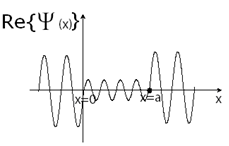 Re{Ψ(x)}
x=0 x=a x